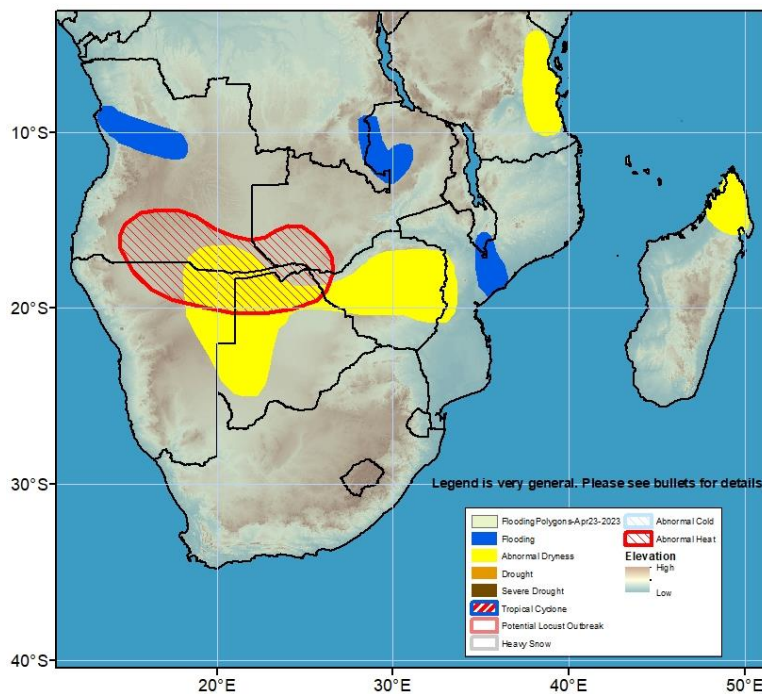 10°S
20°S
30°S
Legend is very general. Please see bullets for details
FloodingPolygons-Apr23-2023
Flooding
Abnormal Dryness
Drought
Severe Drought
Tropical Cyclone
Potential Locust Outbreak
Heavy Snow
Abnormal Cold
Abnormal Heat
Elevation
High
Low
40°S
20°E
30°E
40°E
50°E